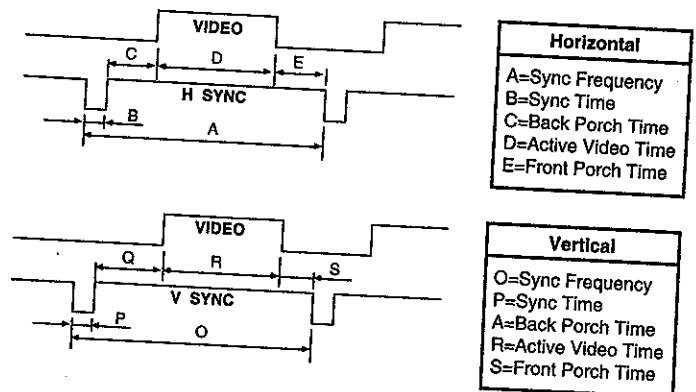 VIDEO
C D E
H SYNC
B
A
Horizontal
A=Sync Frequency
B=Sync Time
C=Back Porch Time
D=Active Video Time
E=Front Porch Time
VIDEO
Q R S
V SYNC
P
O
Vertical
O=Sync Frequency
P=Sync Time
A=Back Porch Time
R=Active Video Time
S=Front Porch Time